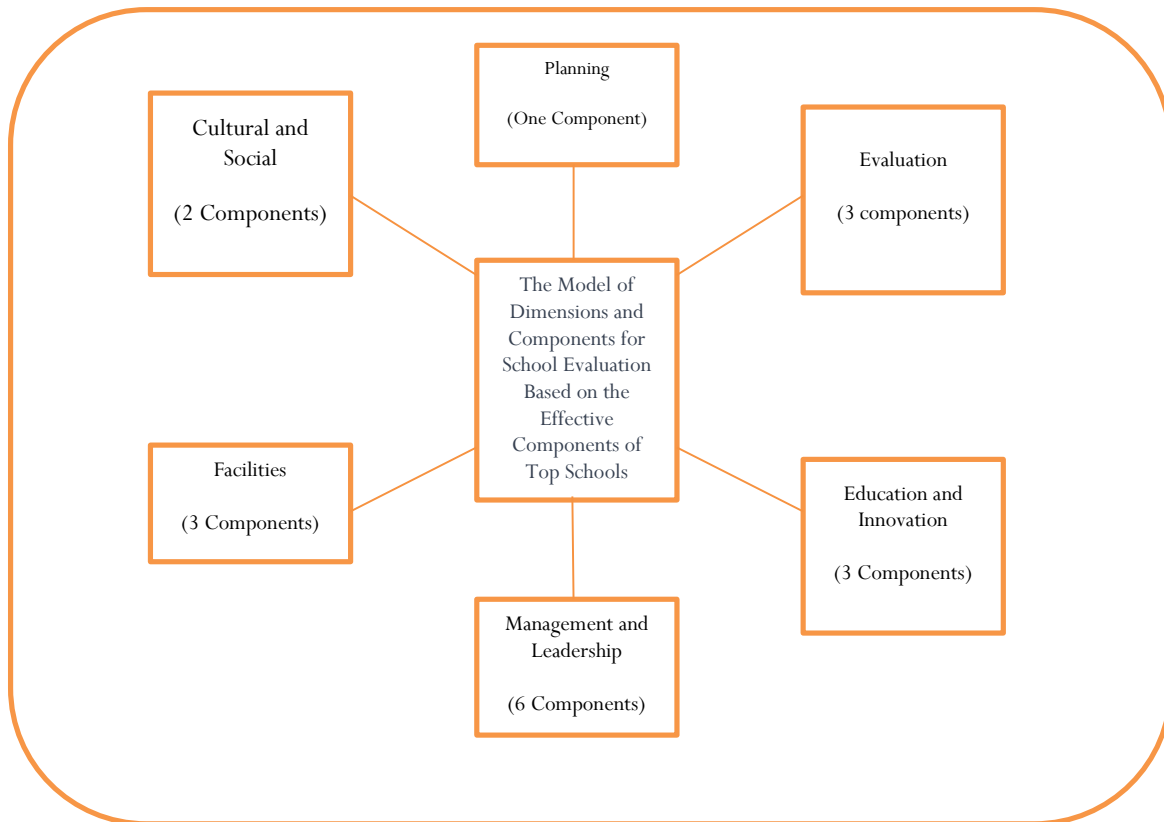 Planning
(One Component)
Cultural and
Social
(2 Components)
Evaluation
(3 components)
The Model of
Dimensions and
Components for
School Evaluation
Based on the
Effective
Components of
Top Schools
Facilities
(3 Components)
Education and
Innovation
(3 Components)
Management and
Leadership
(6 Components)